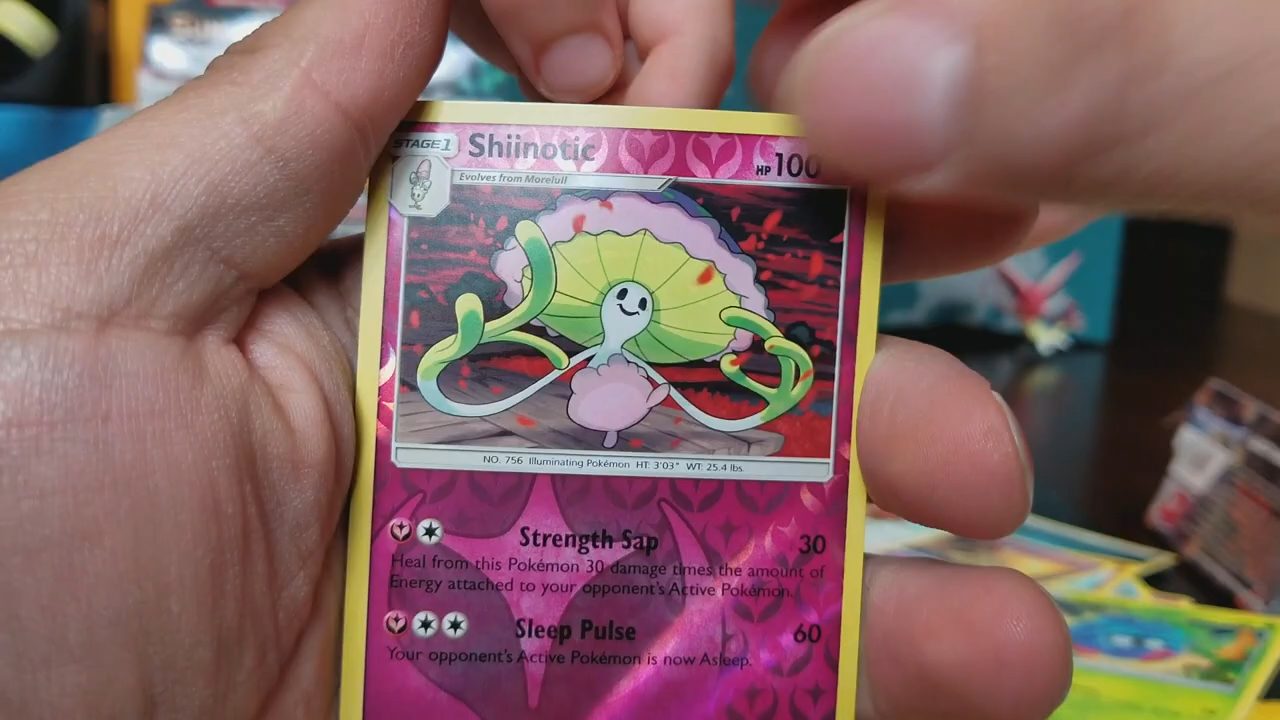 STAGE1 Shiinotic HP 100
Evolves from Morelull
NO. 756 Illuminating Pokémon HT: 3'03" WT: 25.4 lbs.
Strength Sap 30
Heal from this Pokémon 30 damage times the amount of
Energy attached to your opponent's Active Pokémon.
Sleep Pulse 60
Your opponent's Active Pokémon is now Asleep.